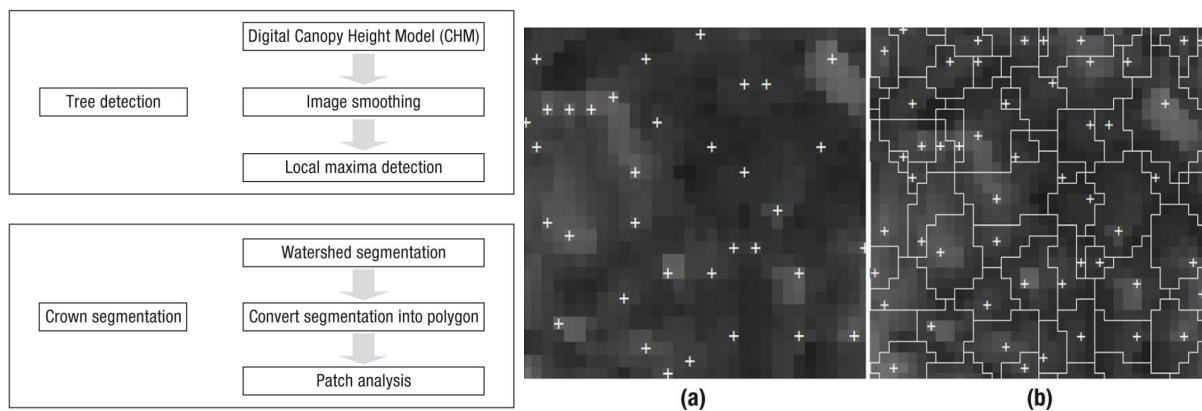 Digital Canopy Height Model (CHM)
Tree detection
Image smoothing
Local maxima detection
Watershed segmentation
Crown segmentation
Convert segmentation into polygon
Patch analysis
(a)
(b)